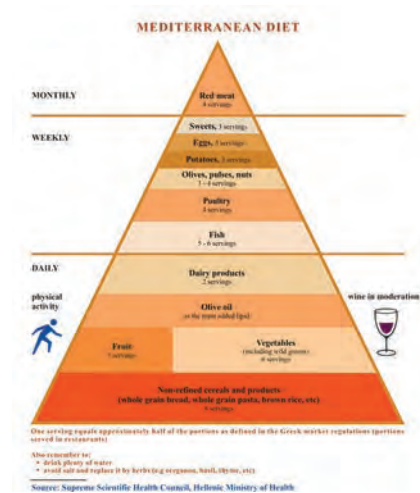 MEDITERRANEAN DIET
MONTHLY
Red meat
4 servings
WEEKLY
Sweets, 3 servings
Eggs, 3 servings
Potatoes, 3 servings
Olives, pulses, nuts
3 - 4 servings
Poultry
4 servings
Fish
5 - 6 servings
DAILY
Dairy products
2 servings
physical
activity
wine in moderation
Olive oil
as the main added lipid
Fruit
servings
Vegetables
(including wild greens)
6 servings
Non-refined cereals and products
(whole grain bread, whole grain pasta, brown rice, etc)
8 servings
One serving equals approximately half of the portions as defined in the Greek market regulations (portions
served in restaurants)
Also remember to:
• drink plenty of water
• avoid salt and replace it by herbs (e.g oreganon, basil, thyme, etc)
Source: Supreme Scientific Health Council, Hellenic Ministry of Health